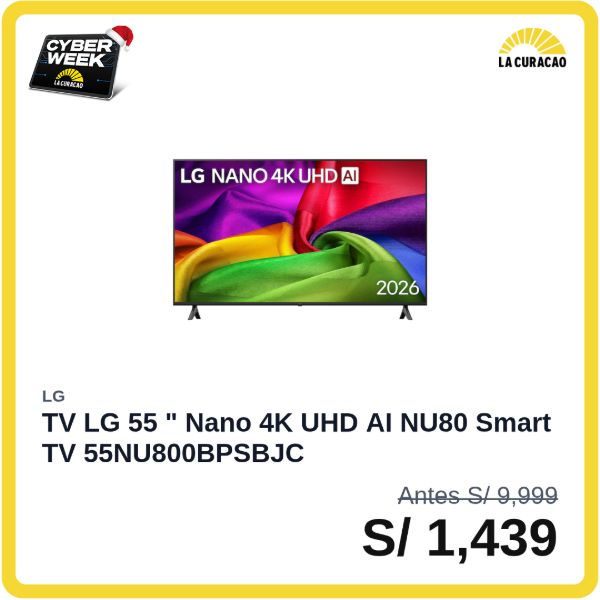 CYBER
WEEK
LA CURACAO
LA CURACAO
LG NANO 4K UHD AI
2026
LG
TV LG 55 " Nano 4K UHD AI NU80 Smart
TV 55NU800BPSBJC
Antes S/ 9,999
S/ 1,439